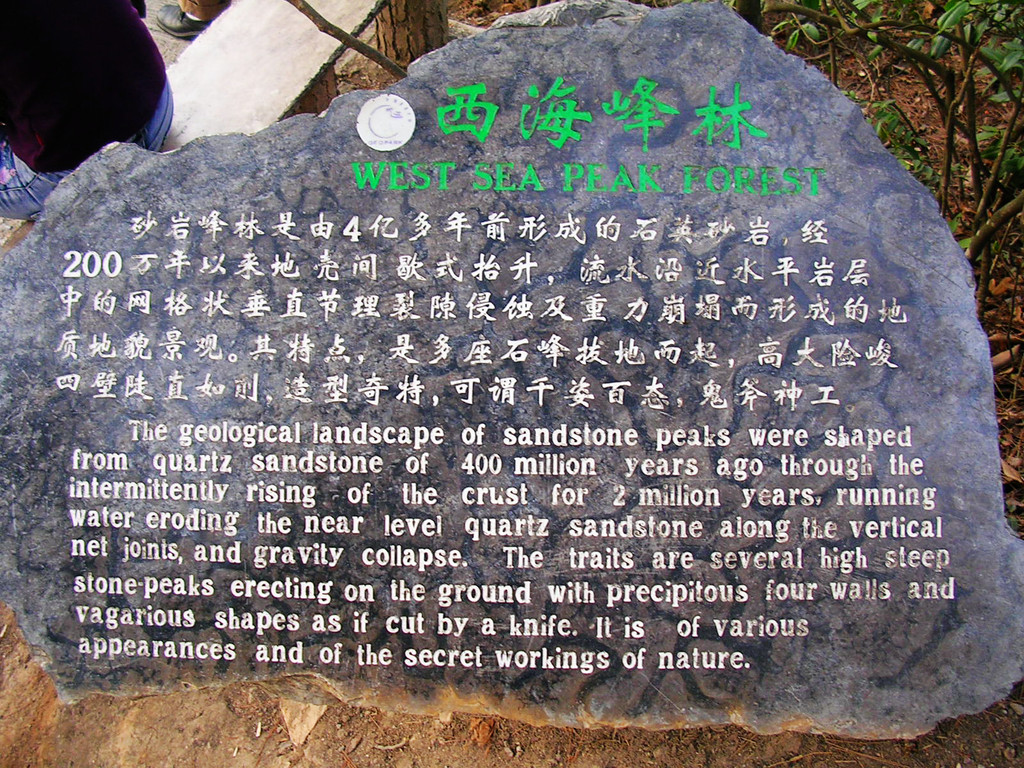 西海峰林
WEST SEA PEAK FOREST
砂岩峰林是由4亿多年前形成的石英砂岩,经
200万年以来地壳间歇式抬升,流水沿近水平岩层
中的网格状垂直节理裂隙侵蚀及重力崩塌而形成的地
质地貌景观。其特点,是多座石峰拔地而起,高大险峻
四壁陡直如削,造型奇特,可谓千姿百态,鬼斧神工
The geological landscape of sandstone peaks were shaped
from quartz sandstone of 400 million years ago through the
intermittently rising of the crust for 2 million years, running
water eroding the near level quartz sandstone along the vertical
net joints, and gravity collapse. The traits are several high steep
stone-peaks erecting on the ground with precipitous four walls and
vagarious shapes as if cut by a knife. It is of various
appearances and of the secret workings of nature.